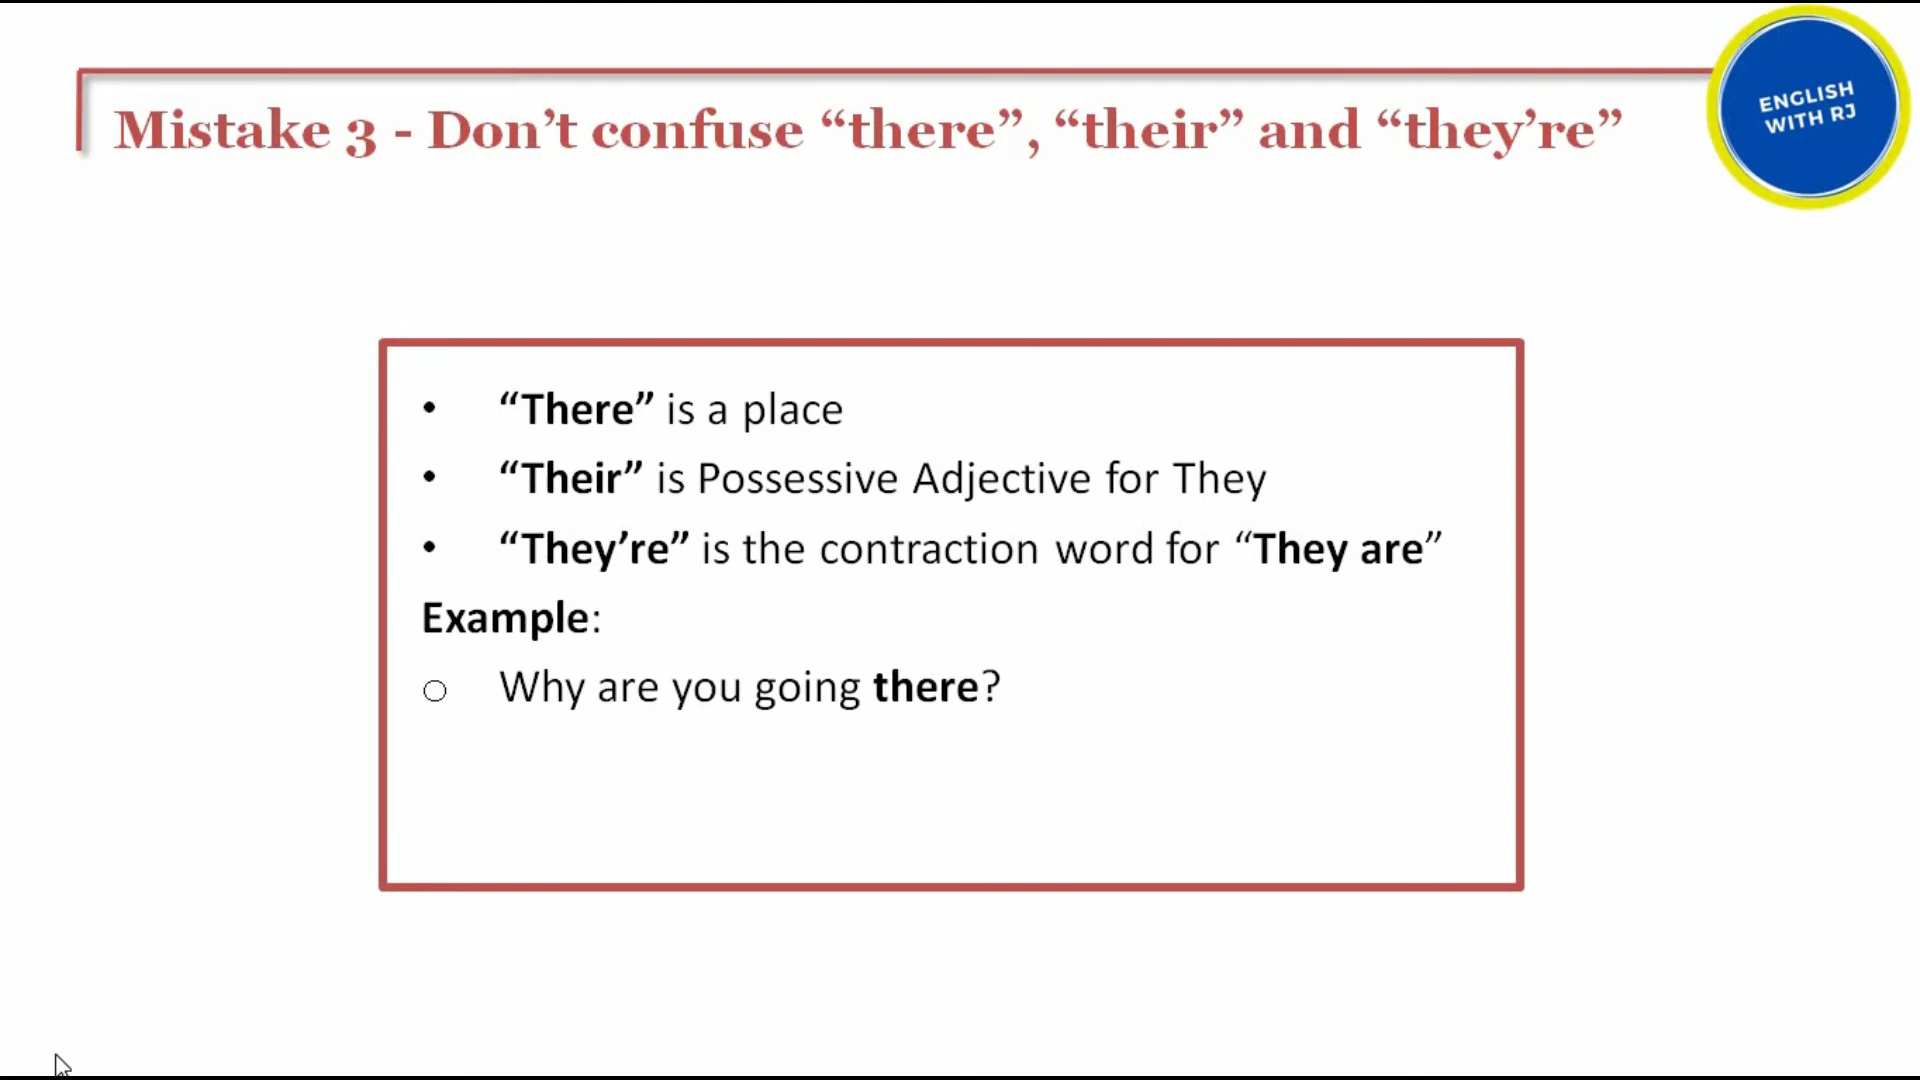 ENGLISH
WITH RJ
Mistake 3 - Don’t confuse “there”, “their” and “they’re”
• “There” is a place
• “Their” is Possessive Adjective for They
• “They’re” is the contraction word for “They are”
Example:
○ Why are you going there?